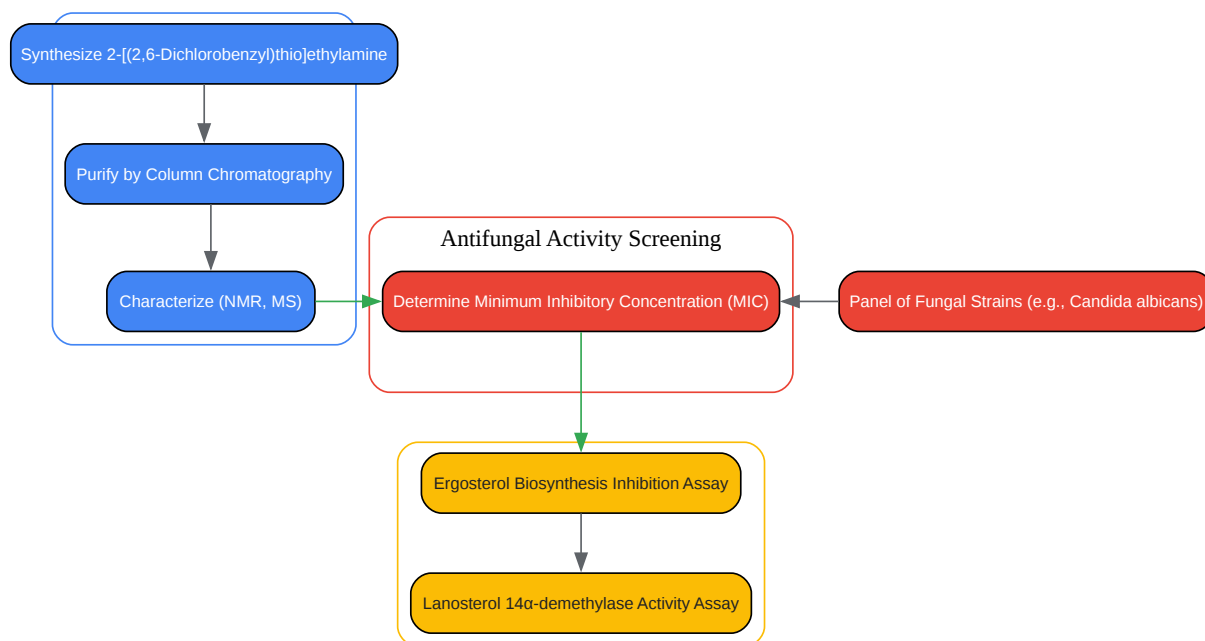 Synthesize 2-[(2,6-Dichlorobenzyl)thio]ethylamine
Purify by Column Chromatography
Antifungal Activity Screening
Characterize (NMR, MS)
Determine Minimum Inhibitory Concentration (MIC)
Panel of Fungal Strains (e.g., Candida albicans)
Ergosterol Biosynthesis Inhibition Assay
Lanosterol 14α-demethylase Activity Assay